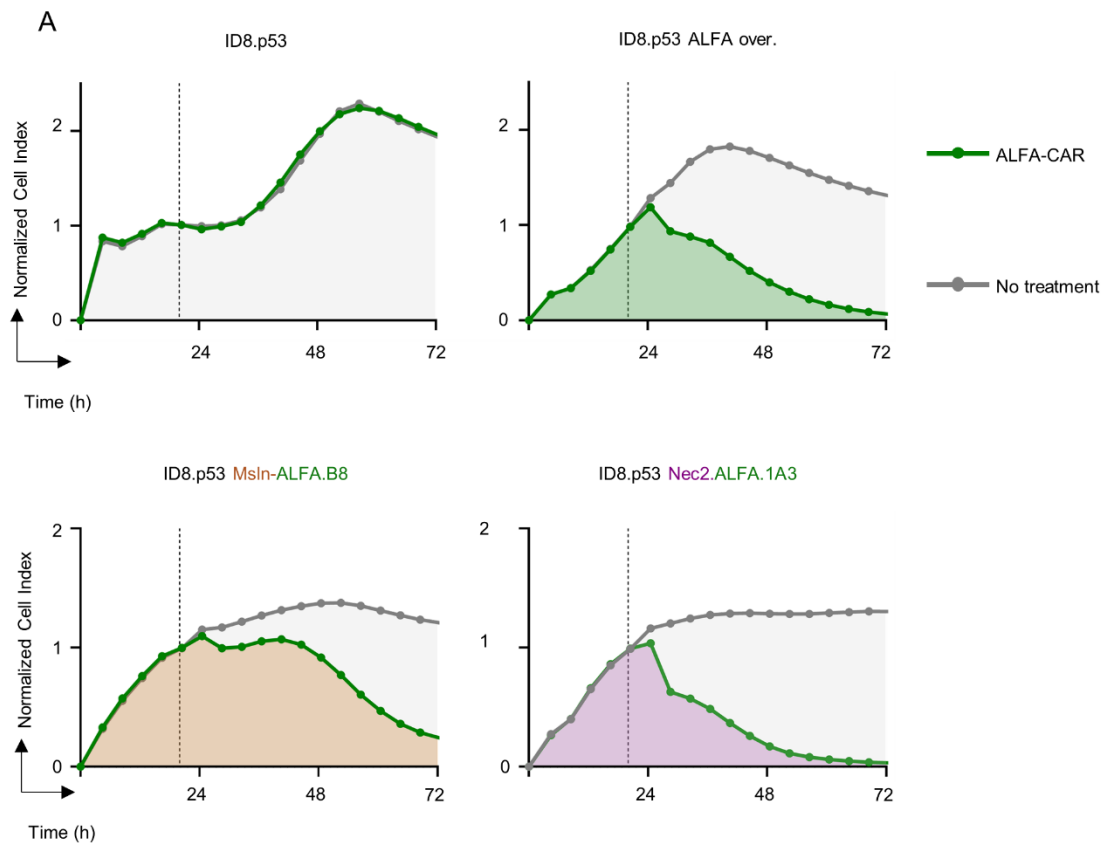 A
ID8.p53
ID8.p53 ALFA over.
Normalized Cell Index
2
1
0
24
48
72
Time (h)
2
1
0
24
48
72
ALFA-CAR
No treatment
ID8.p53 Msln-ALFA.B8
ID8.p53 Nec2.ALFA.1A3
Normalized Cell Index
2
1
0
24
48
72
Time (h)
2
1
0
24
48
72